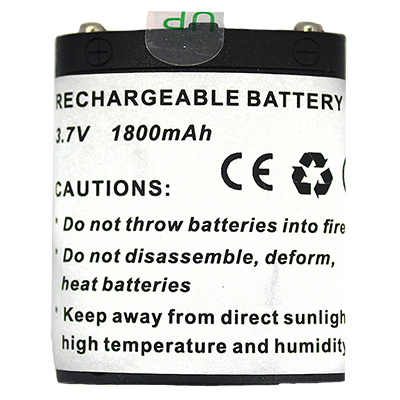 UP
RECHARGEABLE BATTERY
3.7V 1800mAh
CE
CAUTIONS:
* Do not throw batteries into fire
* Do not disassemble, deform,
heat batteries
* Keep away from direct sunligh
high temperature and humidity